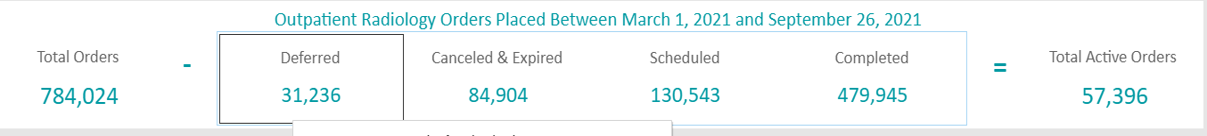 Outpatient Radiology Orders Placed Between March 1, 2021 and September 26, 2021
Total Orders - Deferred Canceled & Expired Scheduled Completed = Total Active Orders
784,024 31,236 84,904 130,543 479,945 57,396